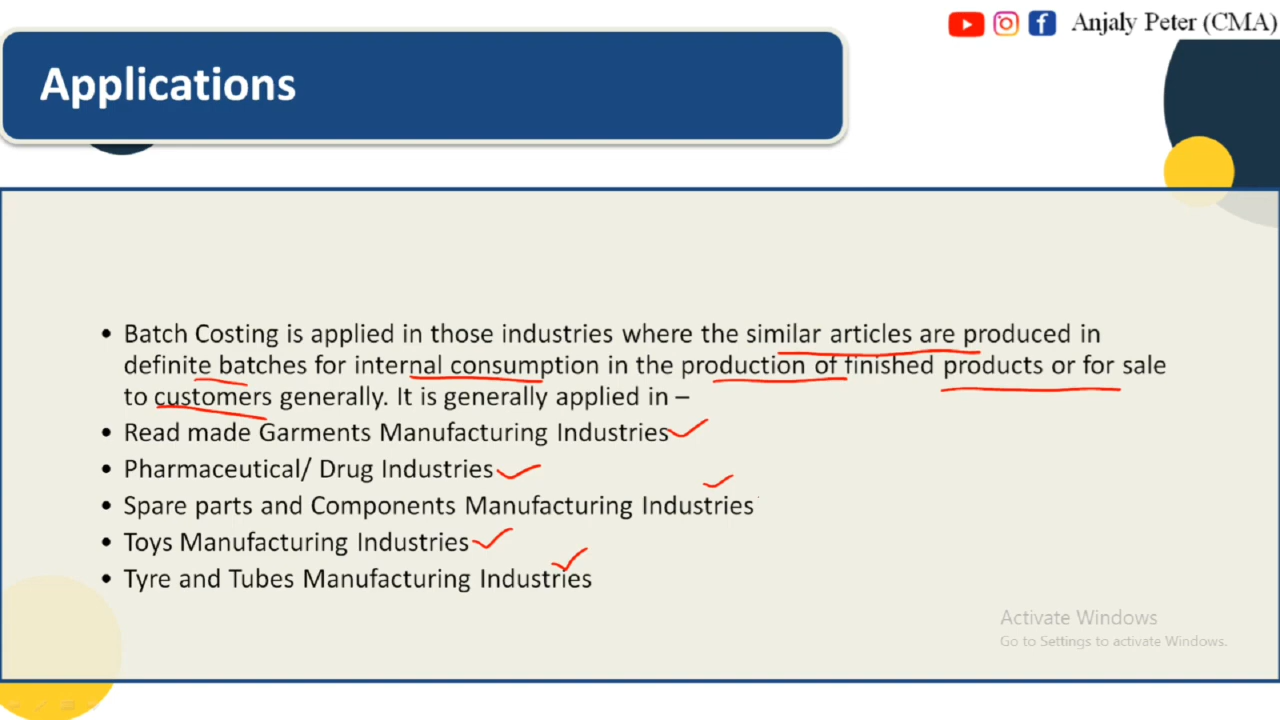 Anjaly Peter (CMA)
Applications
• Batch Costing is applied in those industries where the similar articles are produced in
definite batches for internal consumption in the production of finished products or for sale
to customers generally. It is generally applied in –
• Read made Garments Manufacturing Industries
• Pharmaceutical/ Drug Industries
• Spare parts and Components Manufacturing Industries
• Toys Manufacturing Industries
• Tyre and Tubes Manufacturing Industries
Activate Windows
Go to Settings to activate Windows.